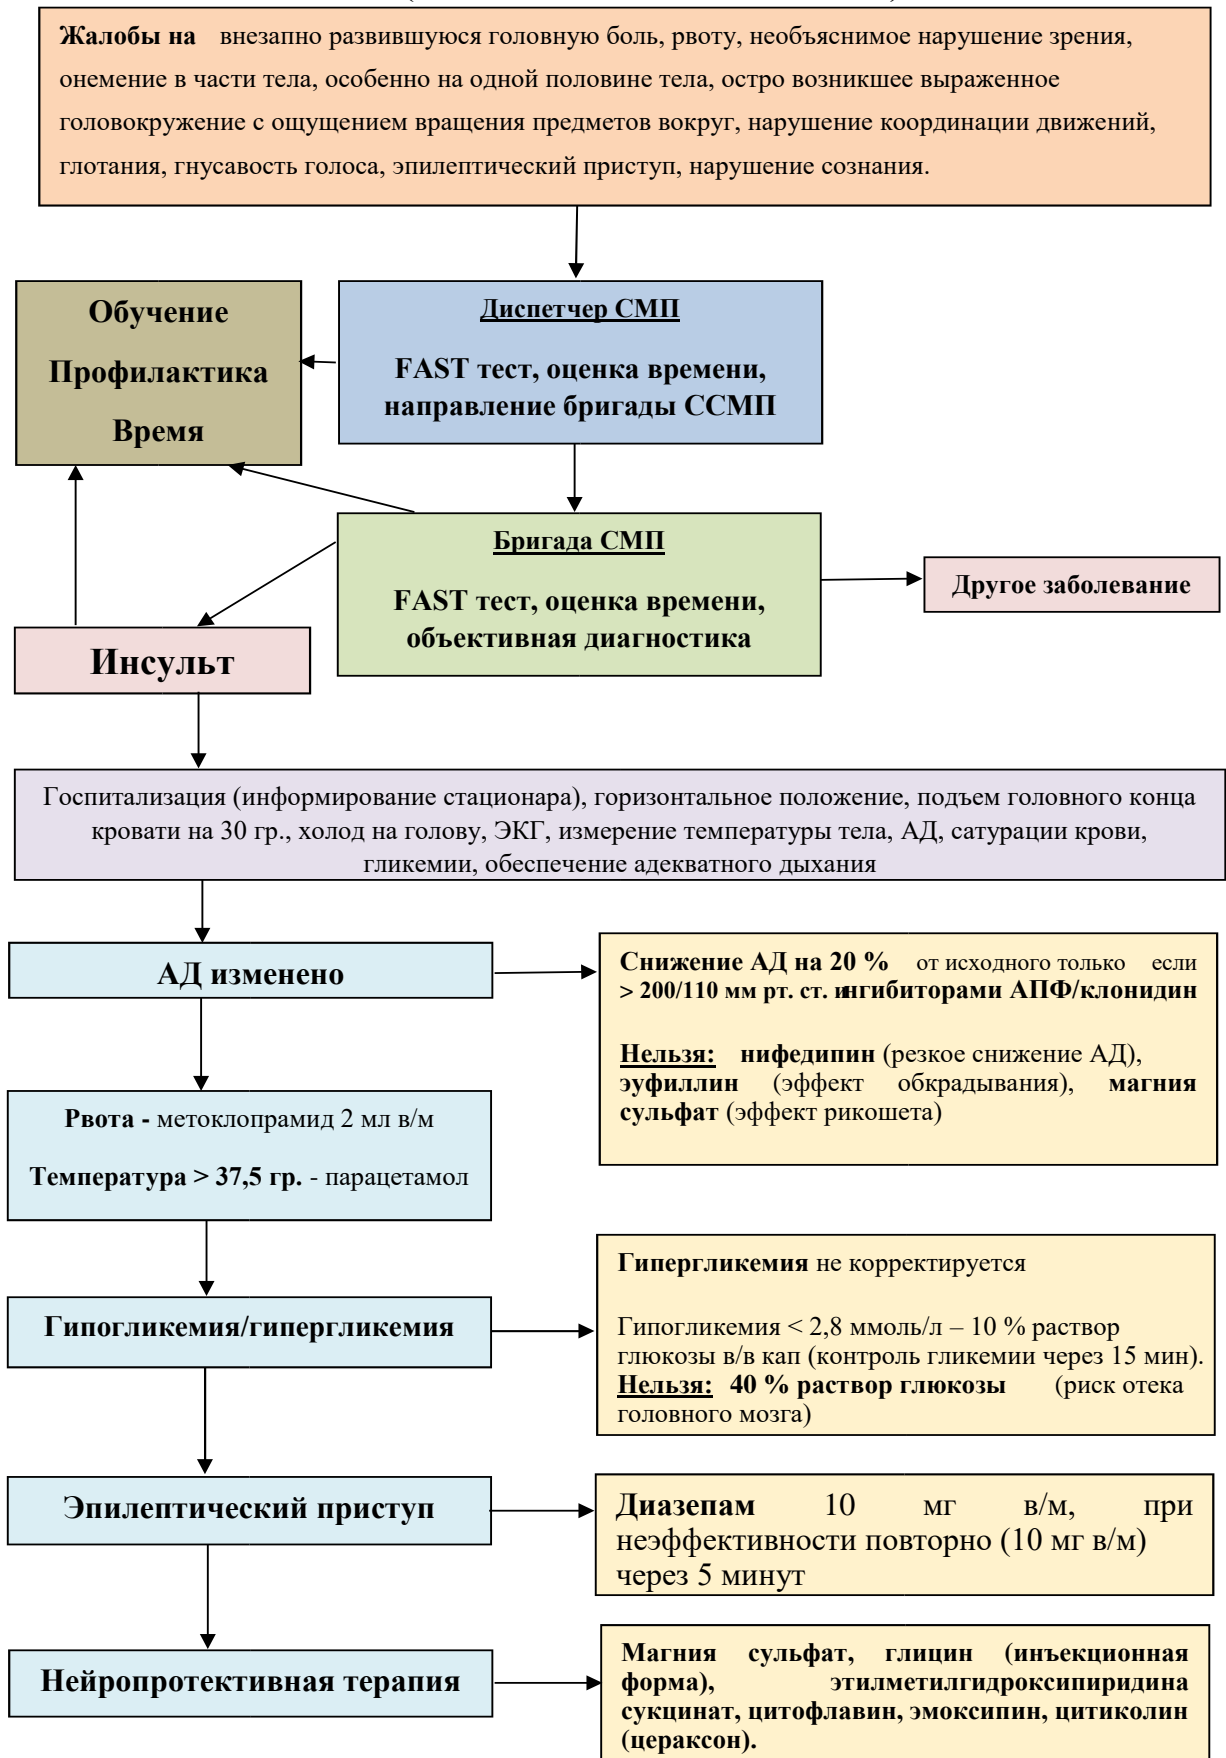 Жалобы на внезапно развившуюся головную боль, рвоту, необъяснимое нарушение зрения,
онемение в части тела, особенно на одной половине тела, остро возникшее выраженное
головокружение с ощущением вращения предметов вокруг, нарушение координации движений,
глотания, гнусавость голоса, эпилептический приступ, нарушение сознания.
Обучение
Профилактика
Время
Диспетчер СМП
FAST тест, оценка времени,
направление бригады ССМП
Бригада СМП
FAST тест, оценка времени,
объективная диагностика
Другое заболевание
Инсульт
Госпитализация (информирование стационара), горизонтальное положение, подъем головного конца
кровати на 30 гр., холод на голову, ЭКГ, измерение температуры тела, АД, сатурации крови,
гликемии, обеспечение адекватного дыхания
АД изменено
Снижение АД на 20 % от исходного только если
> 200/110 мм рт. ст. ингибиторами АПФ/клонидин
Нельзя: нифедипин (резкое снижение АД),
эуфиллин (эффект обкрадывания), магния
сульфат (эффект рикошета)
Рвота - метоклопрамид 2 мл в/м
Температура > 37,5 гр. - парацетамол
Гипогликемия/гипергликемия
Гипергликемия не корректируется
Гипогликемия < 2,8 ммоль/л – 10 % раствор
глюкозы в/в кап (контроль гликемии через 15 мин).
Нельзя: 40 % раствор глюкозы (риск отека
головного мозга)
Эпилептический приступ
Диазепам 10 мг в/м, при
неэффективности повторно (10 мг в/м)
через 5 минут
Нейропротективная терапия
Магния сульфат, глицин (инъекционная
форма), этилметилгидроксипиридина
сукцинат, цитофлавин, эмоксипин, цитиколин
(цераксон).